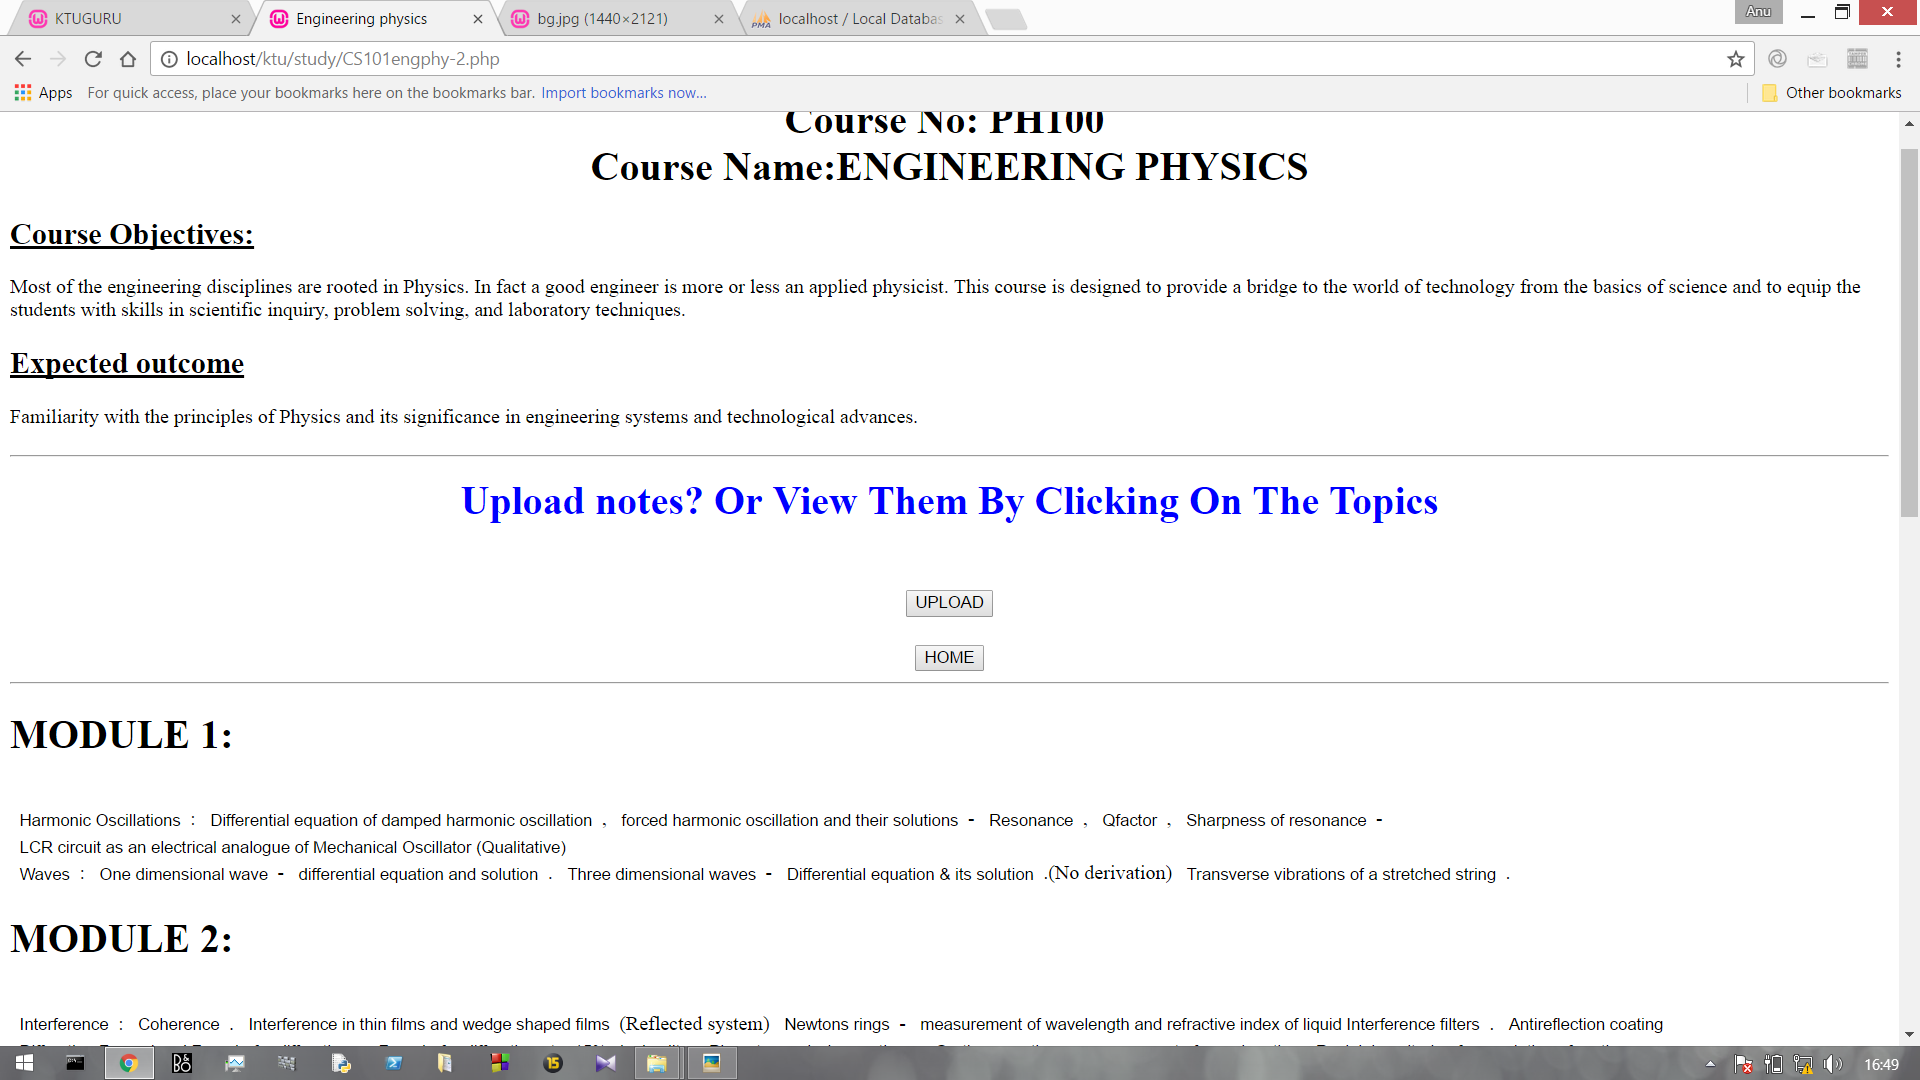 KTUGURU
Engineering physics
bg.jpg (1440×2121)
localhost / Local Databas
Anu
localhost/ktu/study/CS101engphy-2.php
Apps For quick access, place your bookmarks here on the bookmarks bar. Import bookmarks now... Other bookmarks
Course No: PH100
Course Name:ENGINEERING PHYSICS
Course Objectives:
Most of the engineering disciplines are rooted in Physics. In fact a good engineer is more or less an applied physicist. This course is designed to provide a bridge to the world of technology from the basics of science and to equip the
students with skills in scientific inquiry, problem solving, and laboratory techniques.
Expected outcome
Familiarity with the principles of Physics and its significance in engineering systems and technological advances.
Upload notes? Or View Them By Clicking On The Topics
UPLOAD
HOME
MODULE 1:
Harmonic Oscillations : Differential equation of damped harmonic oscillation , forced harmonic oscillation and their solutions - Resonance , Qfactor , Sharpness of resonance -
LCR circuit as an electrical analogue of Mechanical Oscillator (Qualitative)
Waves : One dimensional wave - differential equation and solution . Three dimensional waves - Differential equation & its solution .(No derivation) Transverse vibrations of a stretched string .
MODULE 2:
Interference : Coherence . Interference in thin films and wedge shaped films (Reflected system) Newtons rings - measurement of wavelength and refractive index of liquid Interference filters . Antireflection coating
B&O
15
16:49